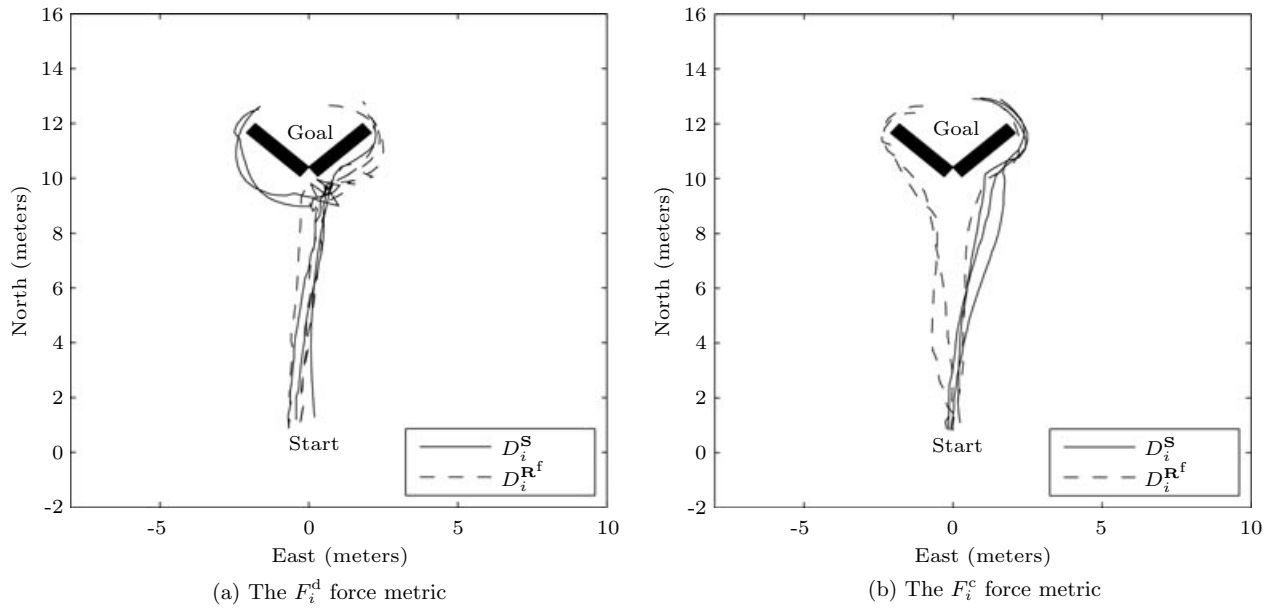 16
14
12
10
8
6
4
2
0
-2
North (meters)
Goal
Start
D_i^S
D_i^{R^f}
-5
0
5
10
East (meters)
(a) The F_i^d force metric
16
14
12
10
8
6
4
2
0
-2
North (meters)
Goal
Start
D_i^S
D_i^{R^f}
-5
0
5
10
East (meters)
(b) The F_i^c force metric